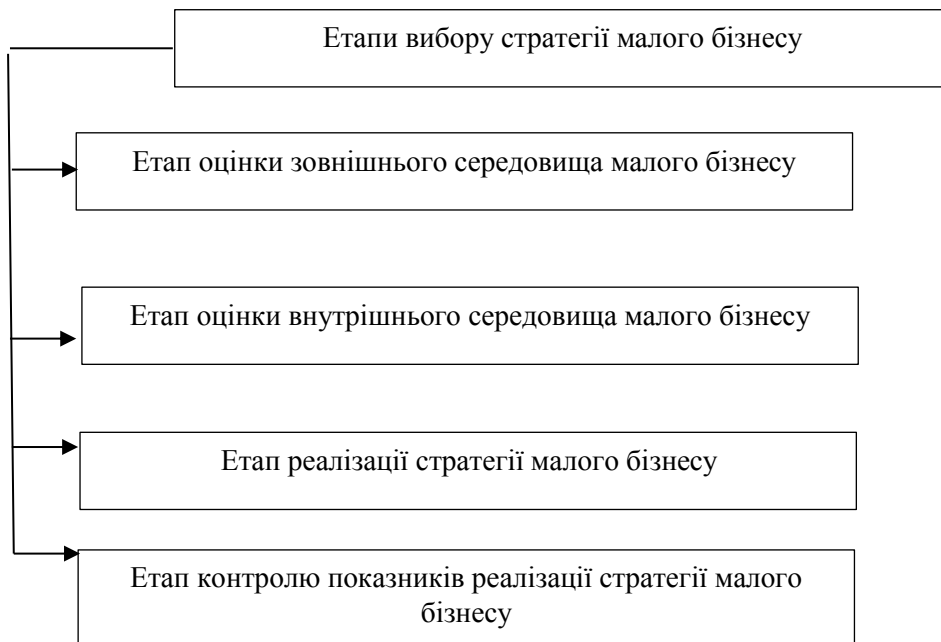 Етапи вибору стратегії малого бізнесу
Етап оцінки зовнішнього середовища малого бізнесу
Етап оцінки внутрішнього середовища малого бізнесу
Етап реалізації стратегії малого бізнесу
Етап контролю показників реалізації стратегії малого
бізнесу